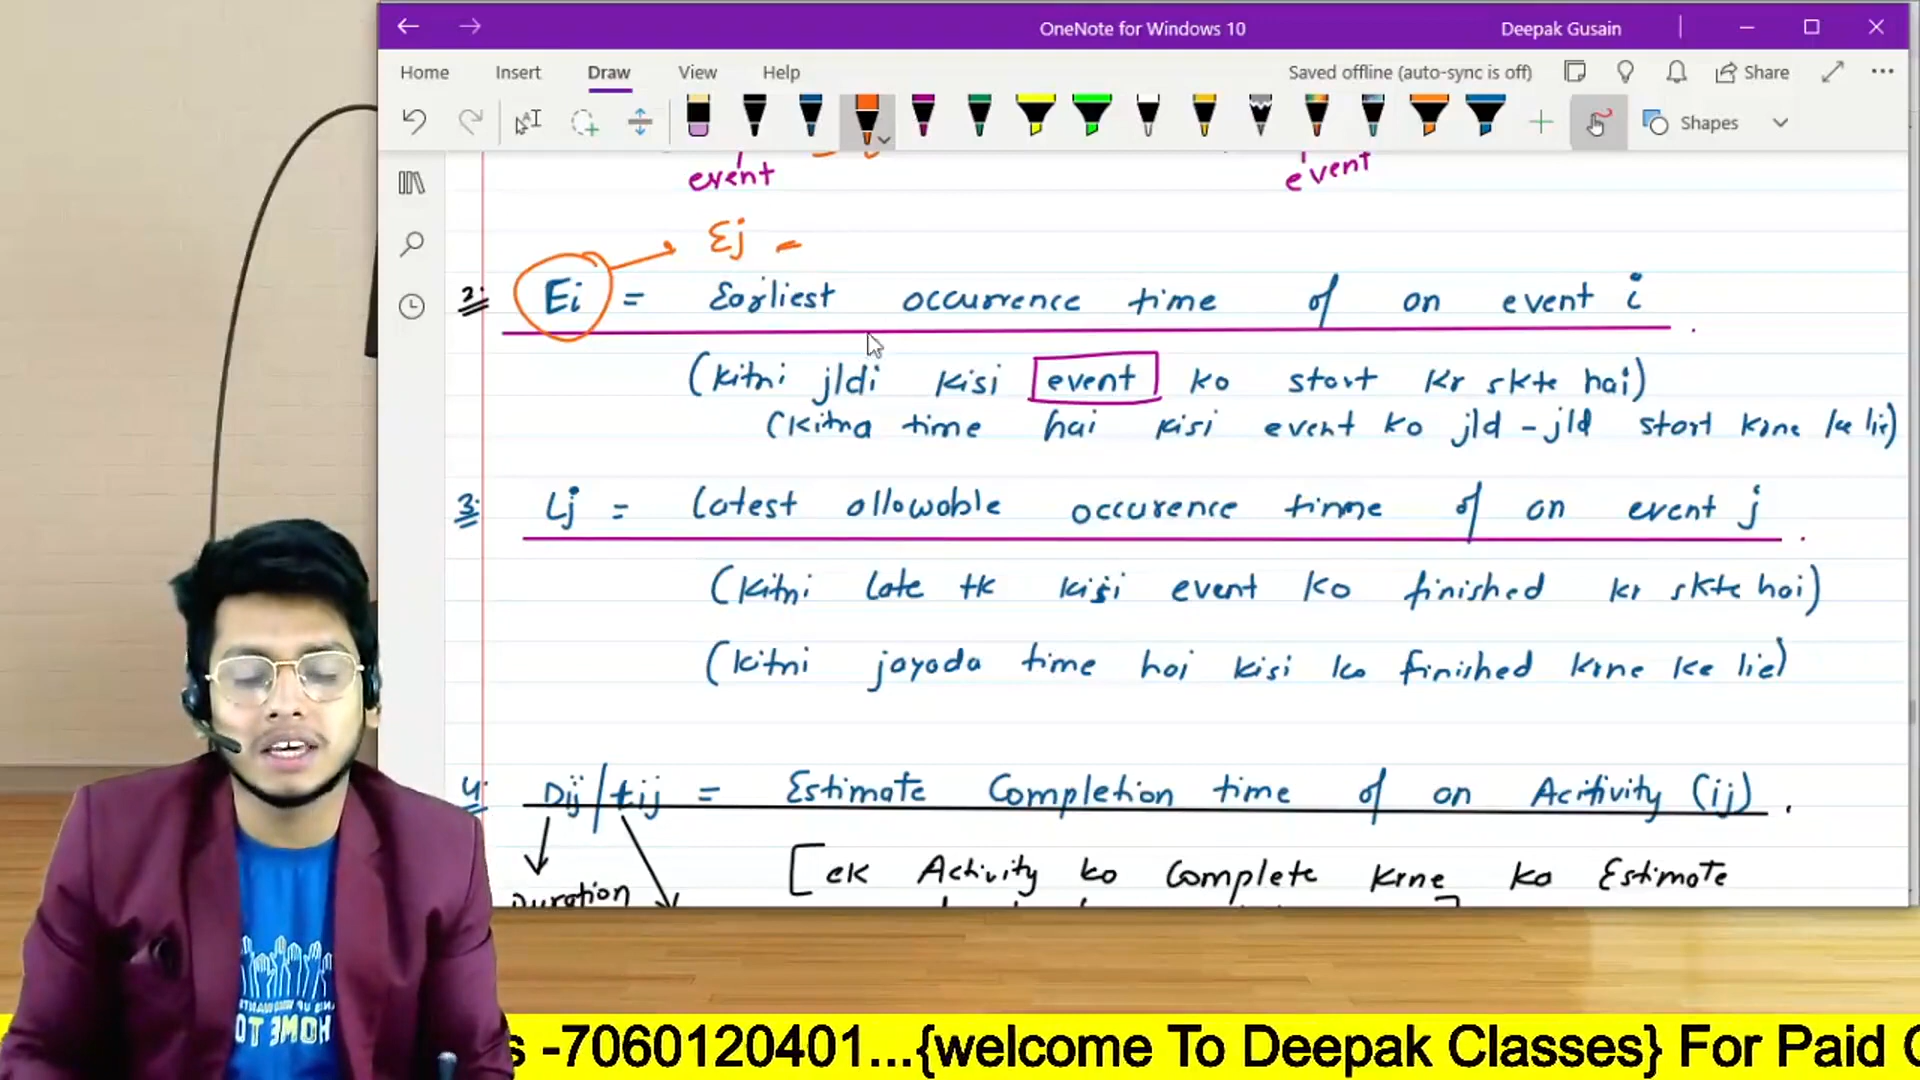 OneNote for Windows 10
Deepak Gusain
Home Insert Draw View Help
Saved offline (auto-sync is off)
Share
Shapes
event
event
Ej -
2: Ei = Earliest occurrence time of an event i
(kitni jldi kisi event ko start kr skte hai)
(kitna time hai kisi event ko jld - jld start krne ke lie)
3: Lj = Latest allowable occurence tinme of an event j
(kitni late tk kisi event ko finished kr skte hai)
(kitni jayada time hai kisi ko finished krne ke lie)
4: Dij/tij = Estimate Completion time of an Acitivity (ij)
[ek Activity ko Complete krne ko Estimate
Duration
HOME TO
s -7060120401...{welcome To Deepak Classes} For Paid C